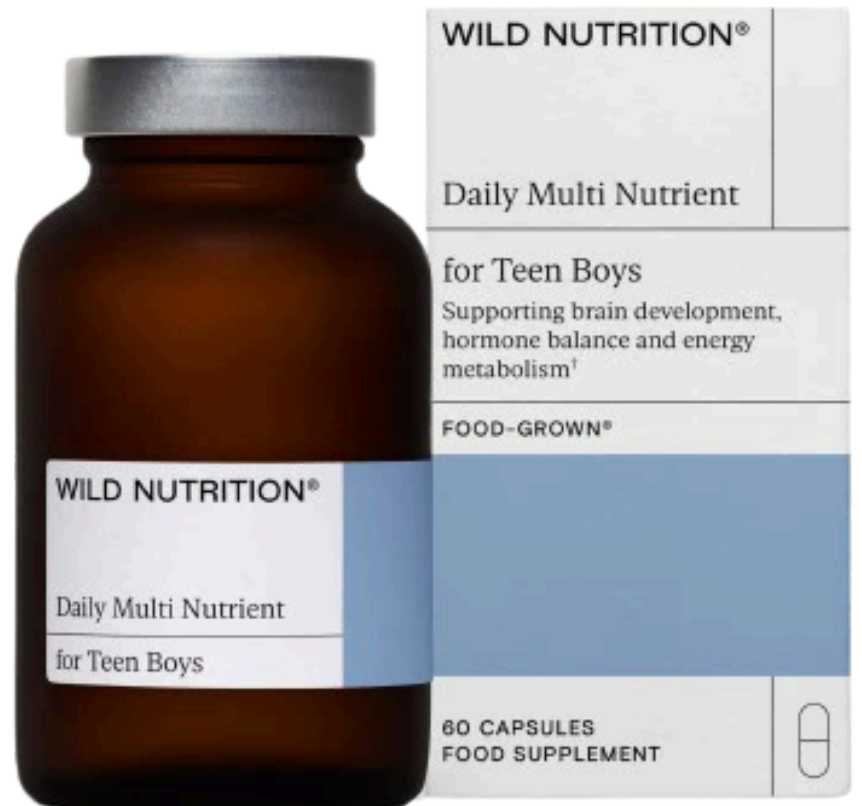 WILD NUTRITION®
Daily Multi Nutrient
for Teen Boys
Supporting brain development,
hormone balance and energy
metabolism†
FOOD-GROWN®
60 CAPSULES
FOOD SUPPLEMENT
WILD NUTRITION®
Daily Multi Nutrient
for Teen Boys